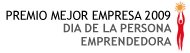 PREMIO MEJOR EMPRESA 2009
DIA DE LA PERSONA
EMPRENDEDORA